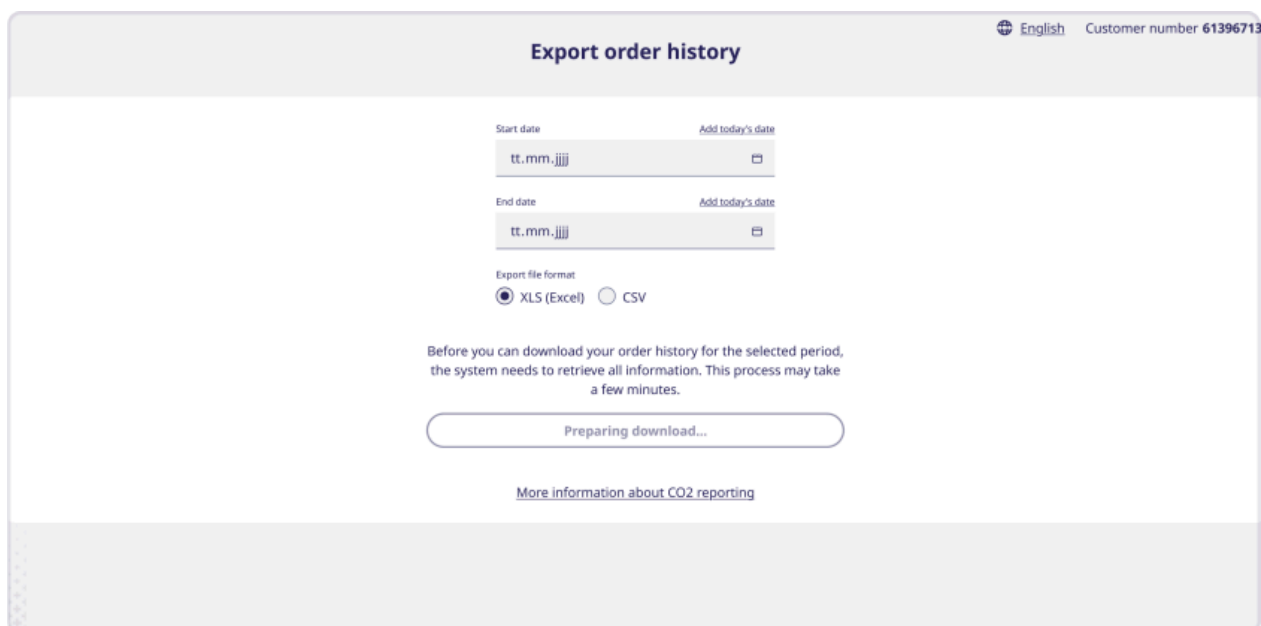 English Customer number 61396713
Export order history
Start date Add today's date
tt.mm.jjjj
End date Add today's date
tt.mm.jjjj
Export file format
XLS (Excel) CSV
Before you can download your order history for the selected period,
the system needs to retrieve all information. This process may take
a few minutes.
Preparing download...
More information about CO2 reporting